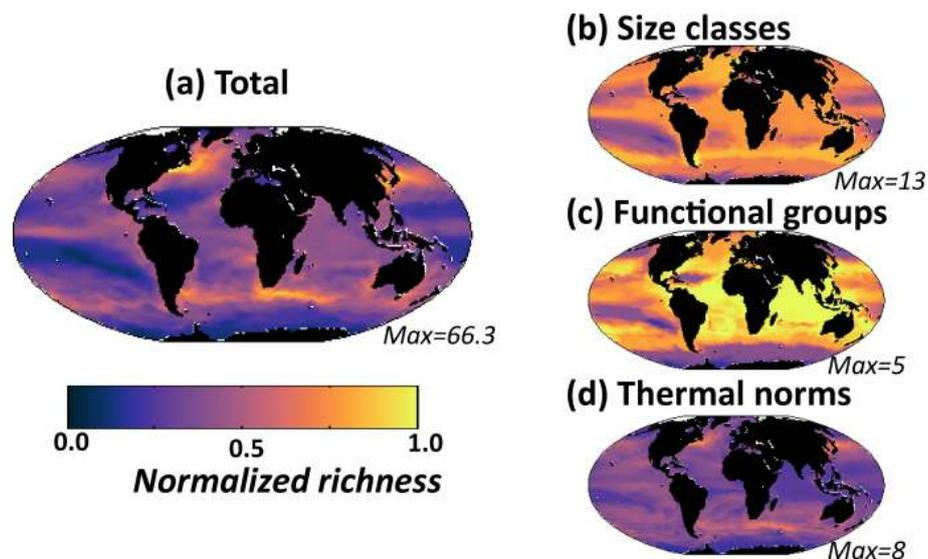 (a) Total
Max=66.3
0.0 0.5 1.0
Normalized richness
(b) Size classes
Max=13
(c) Functional groups
Max=5
(d) Thermal norms
Max=8